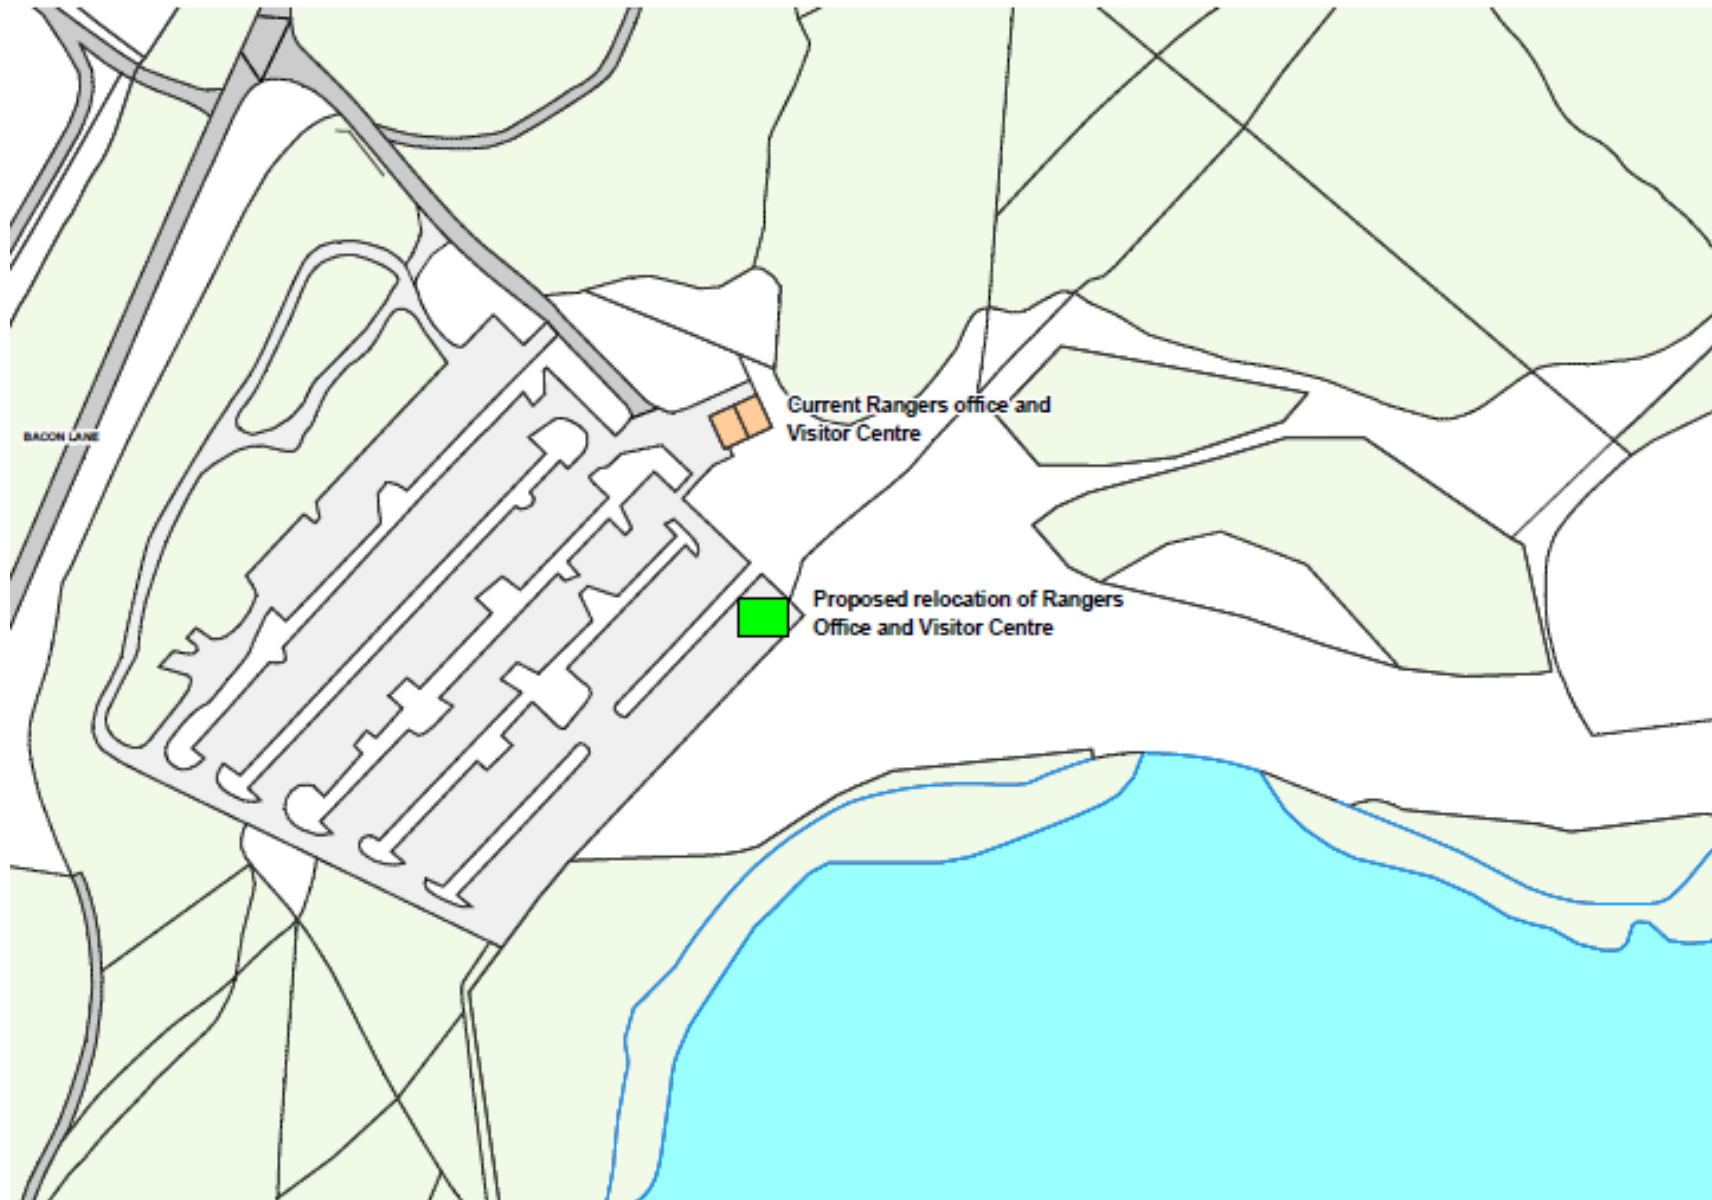 Current Rangers office and
Visitor Centre
BACON LANE
Proposed relocation of Rangers
Office and Visitor Centre